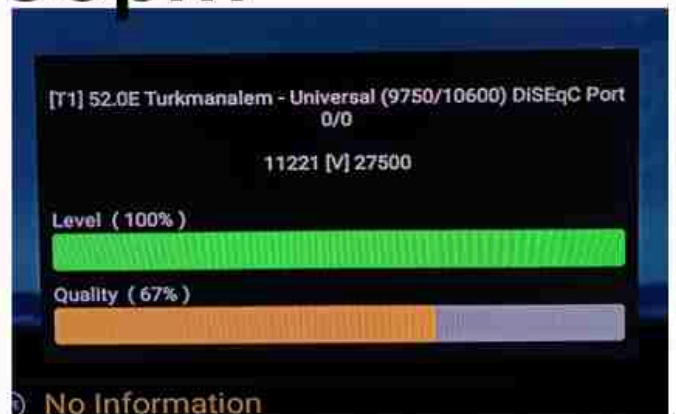 [T1] 52.0E Turkmanalem - Universal (9750/10600) DiSEqC Port
0/0
11221 [V] 27500
Level ( 100% )
Quality ( 67% )
No Information